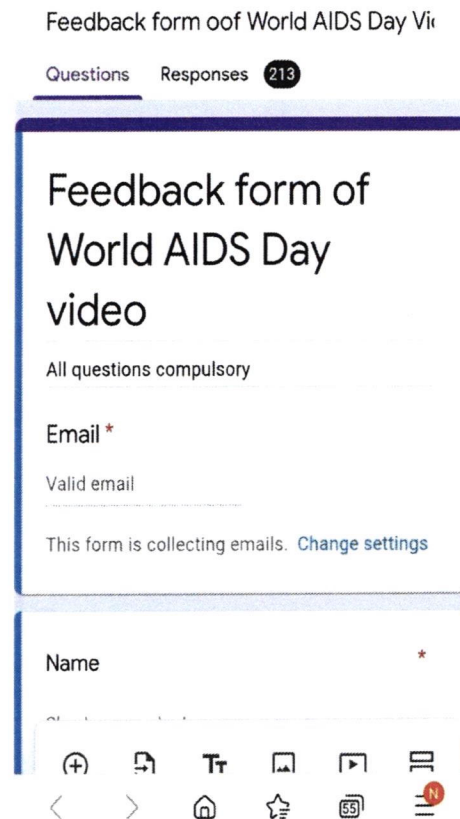 Feedback form oof World AIDS Day Vi
Questions Responses 213
Feedback form of
World AIDS Day
video
All questions compulsory
Email *
Valid email
This form is collecting emails. Change settings
Name *
Tт
55 N